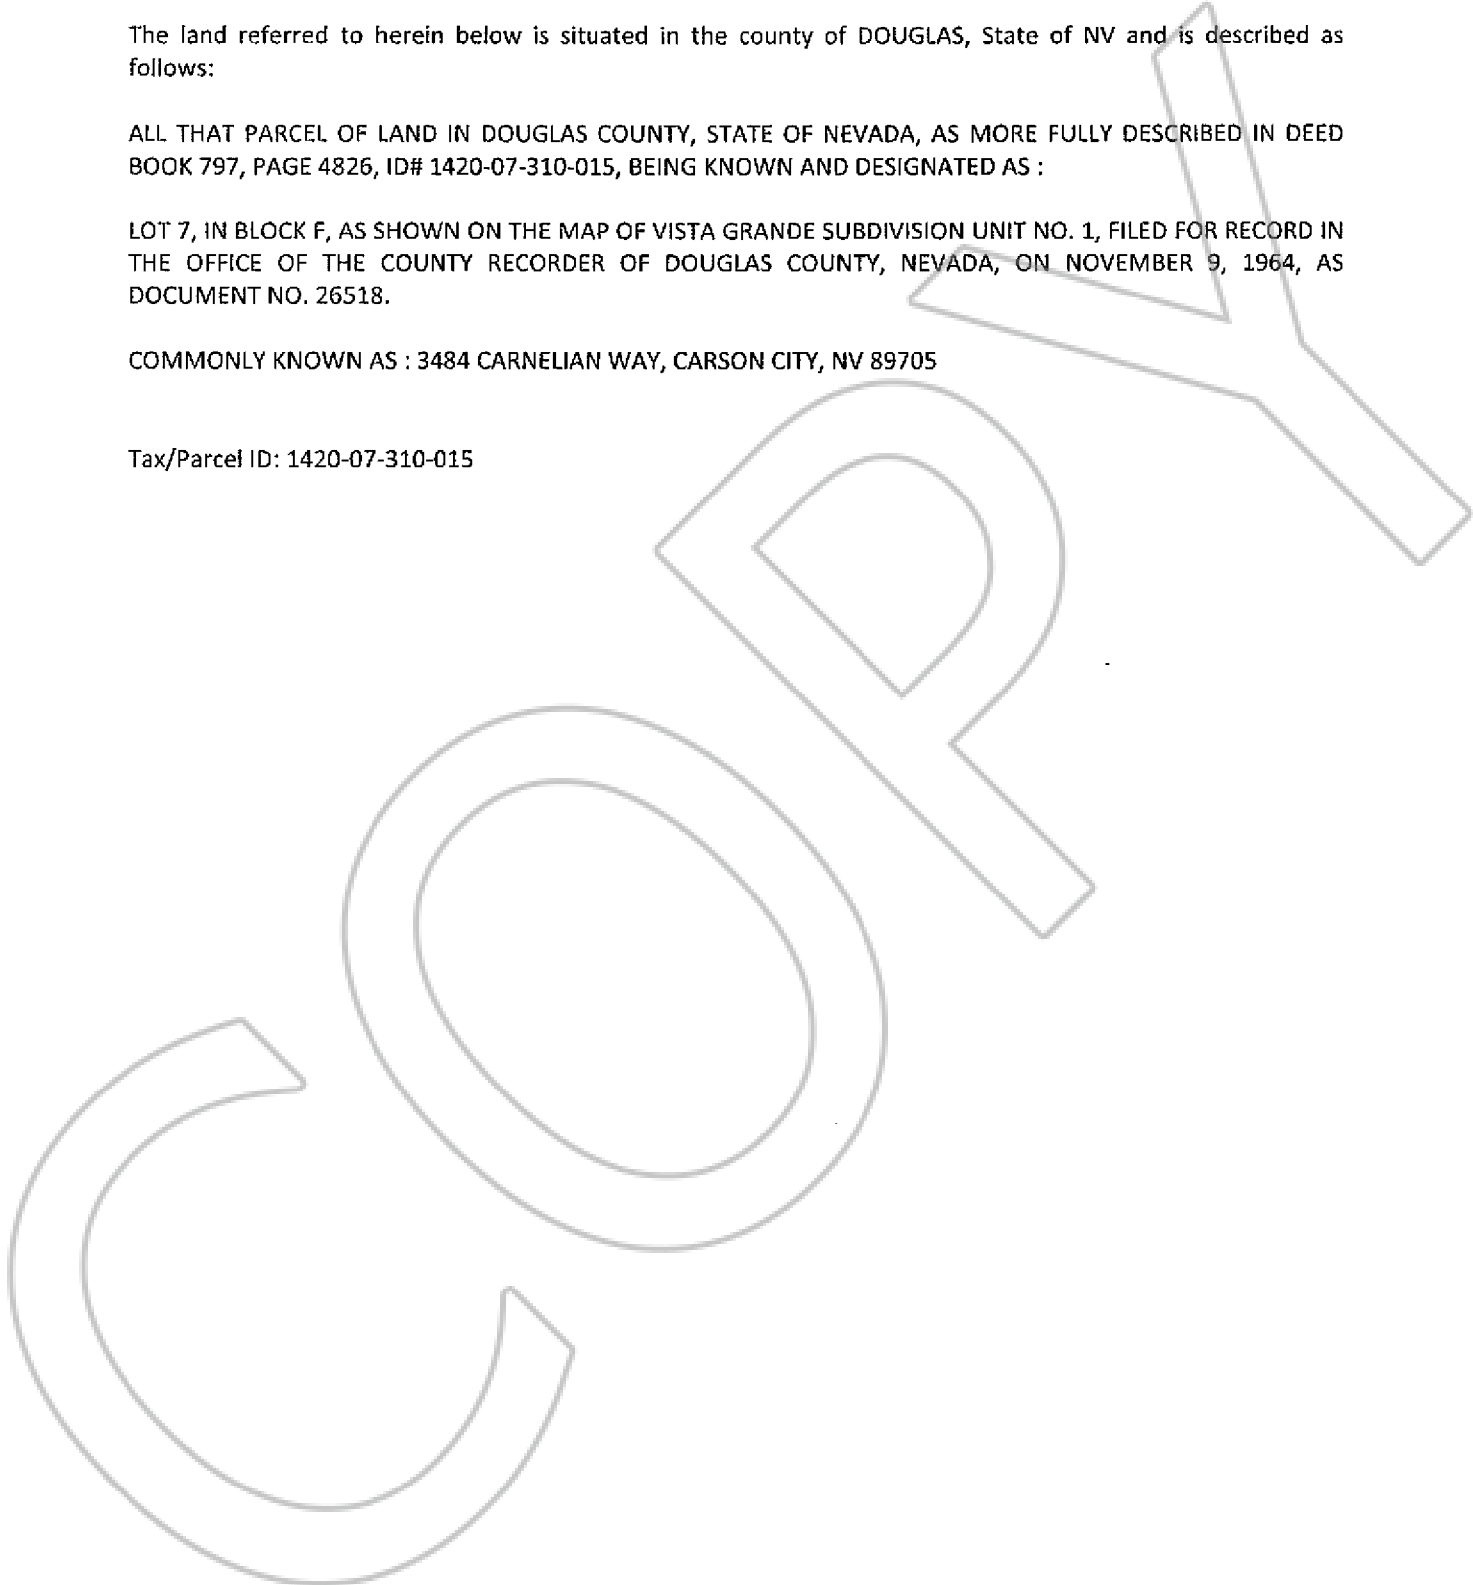 The land referred to herein below is situated in the county of DOUGLAS, State of NV and is described as
follows:
ALL THAT PARCEL OF LAND IN DOUGLAS COUNTY, STATE OF NEVADA, AS MORE FULLY DESCRIBED IN DEED
BOOK 797, PAGE 4826, ID# 1420-07-310-015, BEING KNOWN AND DESIGNATED AS :
LOT 7, IN BLOCK F, AS SHOWN ON THE MAP OF VISTA GRANDE SUBDIVISION UNIT NO. 1, FILED FOR RECORD IN
THE OFFICE OF THE COUNTY RECORDER OF DOUGLAS COUNTY, NEVADA, ON NOVEMBER 9, 1964, AS
DOCUMENT NO. 26518.
COMMONLY KNOWN AS : 3484 CARNELIAN WAY, CARSON CITY, NV 89705
Tax/Parcel ID: 1420-07-310-015
COPY